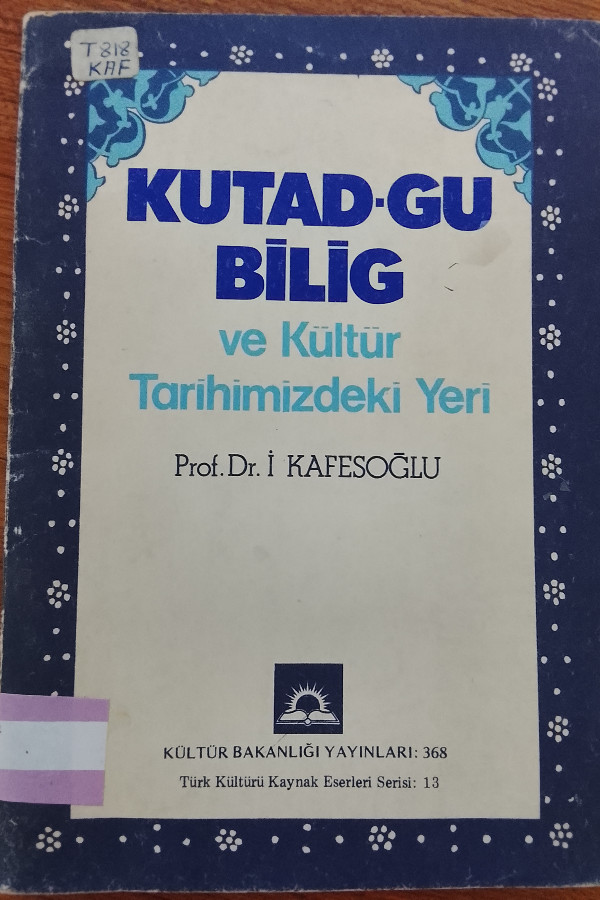 T 818
KAF
KUTAD-GU
BİLİG
ve Kültür
Tarihimizdeki Yeri
Prof. Dr. İ KAFESOĞLU
KÜLTÜR BAKANLIĞI YAYINLARI: 368
Türk Kültürü Kaynak Eserleri Serisi: 13